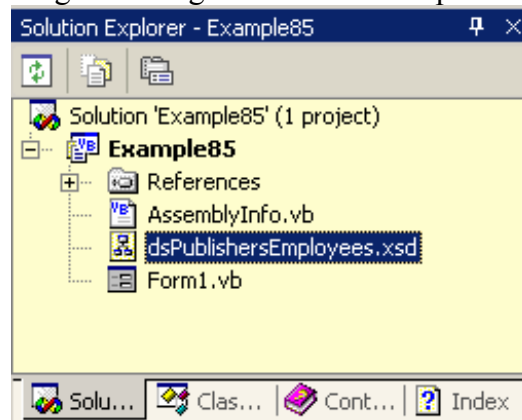 Solution Explorer - Example85
Solution 'Example85' (1 project)
Example85
References
AssemblyInfo.vb
dsPublishersEmployees.xsd
Form1.vb
Solu... Clas... Cont... Index